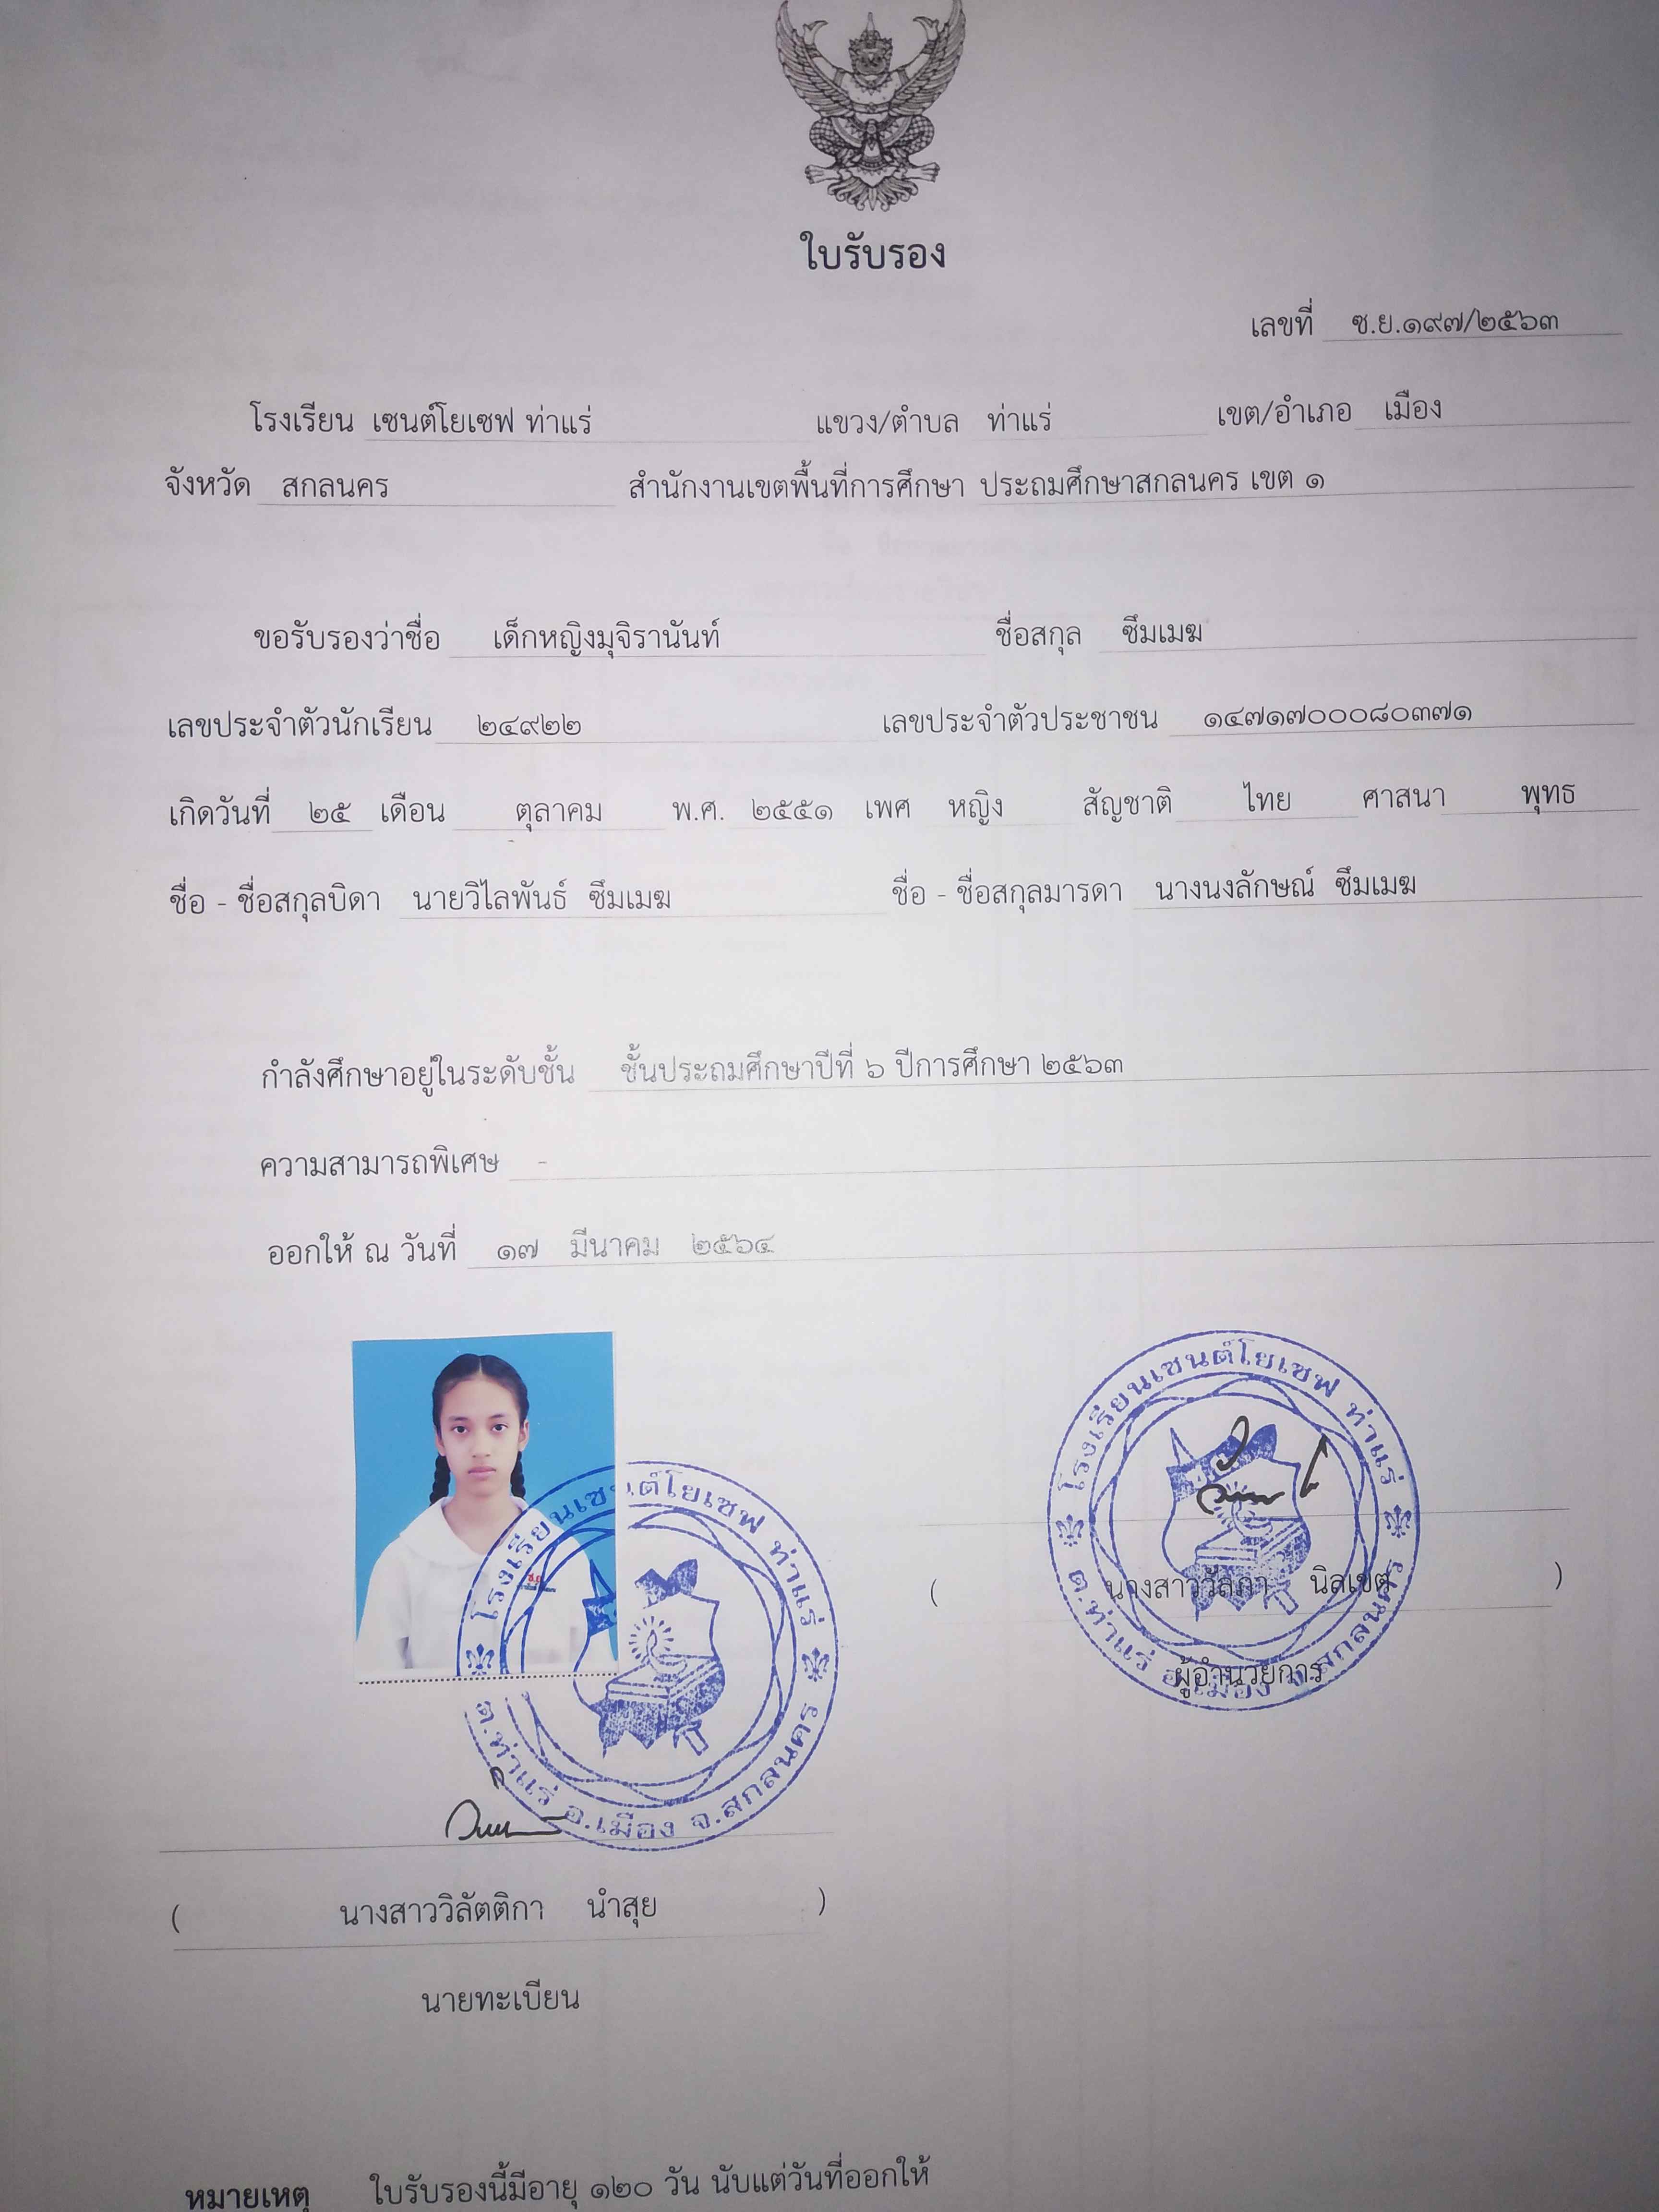 ใบรับรอง
เลขที่ ซ.ย.๑๙๗/๒๕๖๓
โรงเรียน เซนต์โยเซฟ ท่าแร่ แขวง/ตำบล ท่าแร่ เขต/อำเภอ เมือง
จังหวัด สกลนคร สำนักงานเขตพื้นที่การศึกษา ประถมศึกษาสกลนคร เขต ๑
ขอรับรองว่าชื่อ เด็กหญิงมุจิรานันท์ ชื่อสกุล ซึมเมฆ
เลขประจำตัวนักเรียน ๒๔๙๒๒ เลขประจำตัวประชาชน ๑๔๗๑๗๐๐๐๘๐๓๗๑
เกิดวันที่ ๒๕ เดือน ตุลาคม พ.ศ. ๒๕๕๑ เพศ หญิง สัญชาติ ไทย ศาสนา พุทธ
ชื่อ - ชื่อสกุลบิดา นายวิไลพันธ์ ซึมเมฆ ชื่อ - ชื่อสกุลมารดา นางนงลักษณ์ ซึมเมฆ
กำลังศึกษาอยู่ในระดับชั้น ชั้นประถมศึกษาปีที่ ๖ ปีการศึกษา ๒๕๖๓
ความสามารถพิเศษ -
ออกให้ ณ วันที่ ๑๗ มีนาคม ๒๕๖๔
โรงเรียนเซนต์โยเซฟ ท่าแร่
ต.ท่าแร่ อ.เมือง จ.สกลนคร
( นางสาววัลภา นิลเขต )
ผู้อำนวยการ
โรงเรียนเซนต์โยเซฟ ท่าแร่
ต.ท่าแร่ อ.เมือง จ.สกลนคร
( นางสาววิลัตติกา นำสุย )
นายทะเบียน
หมายเหตุ ใบรับรองนี้มีอายุ ๑๒๐ วัน นับแต่วันที่ออกให้